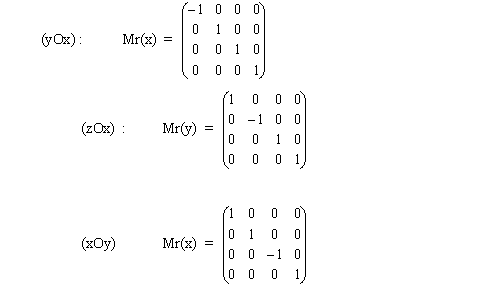 -1 0 0 0
(yOx) : Mr(x) = 0 1 0 0
0 0 1 0
0 0 0 1
1 0 0 0
(zOx) : Mr(y) = 0 -1 0 0
0 0 1 0
0 0 0 1
1 0 0 0
(xOy) Mr(x) = 0 1 0 0
0 0 -1 0
0 0 0 1